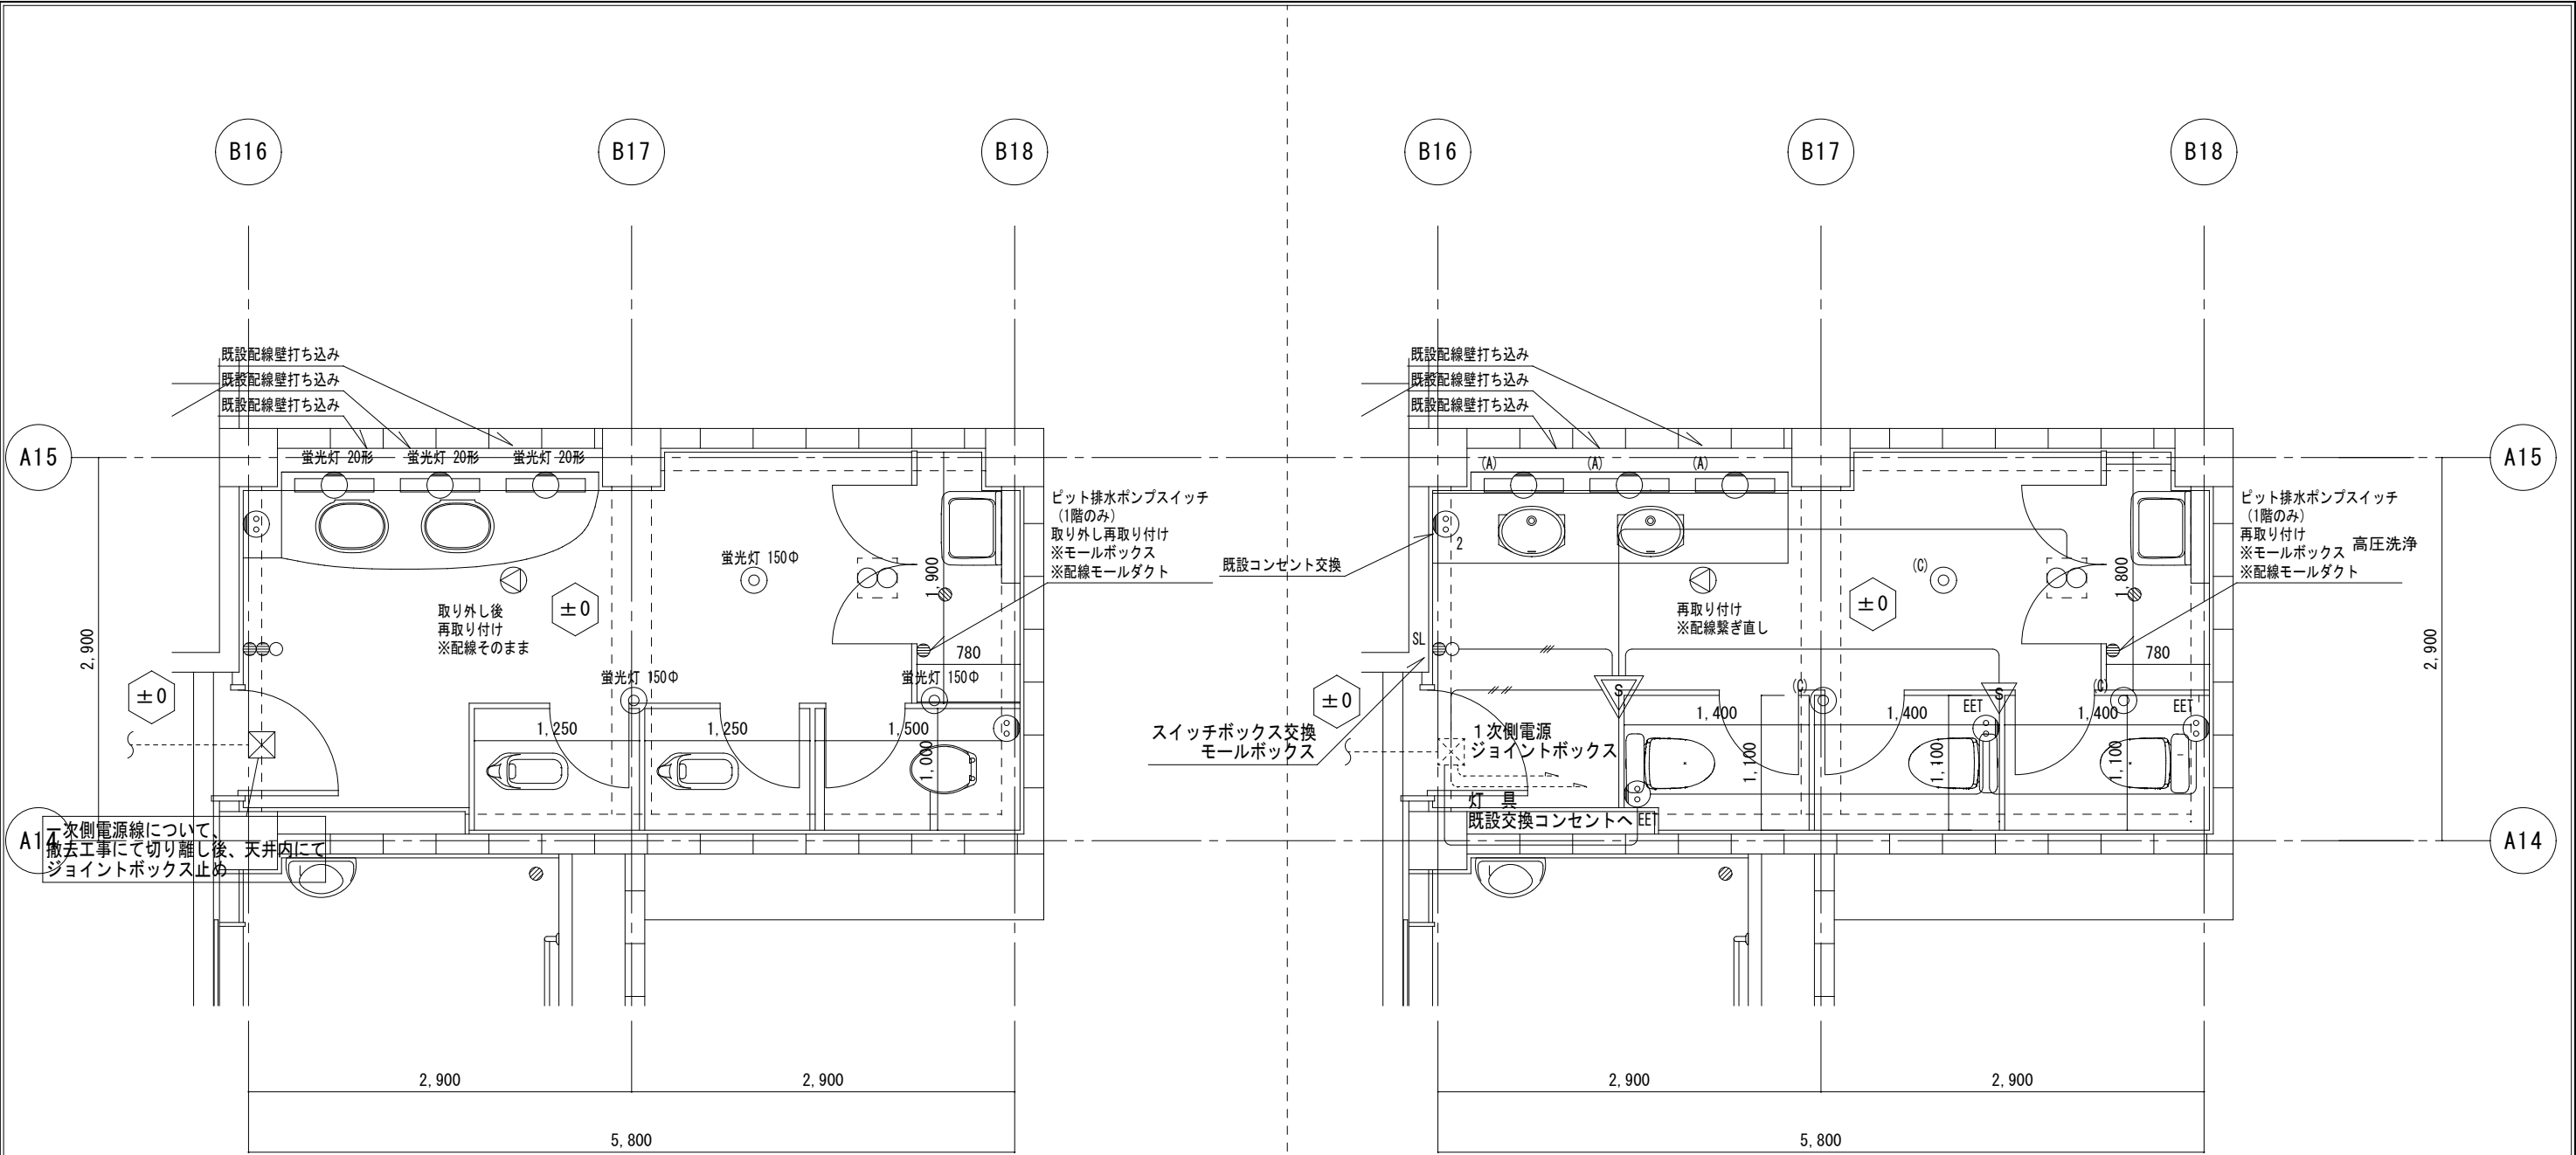 B16
B17
B18
既設配線壁打ち込み
既設配線壁打ち込み
既設配線壁打ち込み
A15
蛍光灯 20形
蛍光灯 20形
蛍光灯 20形
ピット排水ポンプスイッチ
(1階のみ)
取り外し再取り付け
※モールボックス
※配線モールダクト
蛍光灯 150Φ
1,900
±0
取り外し後
再取り付け
※配線そのまま
2,900
780
±0
蛍光灯 150Φ
蛍光灯 150Φ
1,250
1,250
1,500
1,000
A14
一次側電源線について、
撤去工事にて切り離し後、天井内にて
ジョイントボックス止め
2,900
2,900
5,800
B16
B17
B18
既設配線壁打ち込み
既設配線壁打ち込み
既設配線壁打ち込み
A15
(A)
(A)
(A)
ピット排水ポンプスイッチ
(1階のみ)
再取り付け
※モールボックス
高圧洗浄
※配線モールダクト
既設コンセント交換
2
(C)
1,800
±0
再取り付け
※配線繋ぎ直し
SL
780
2,900
±0
S
(C)
S
(C)
スイッチボックス交換
モールボックス
1次側電源
ジョイントボックス
1,400
1,400
EET
1,400
EET
1,100
1,100
1,100
灯 具
既設交換コンセントへ
EET
A14
2,900
2,900
5,800